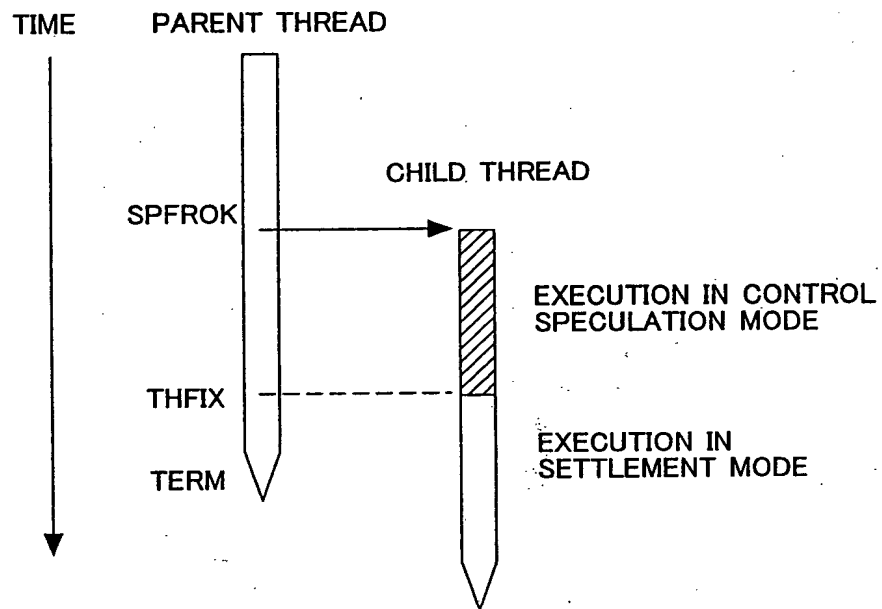 TIME
PARENT THREAD
CHILD THREAD
SPFROK
EXECUTION IN CONTROL
SPECULATION MODE
THFIX
EXECUTION IN
SETTLEMENT MODE
TERM